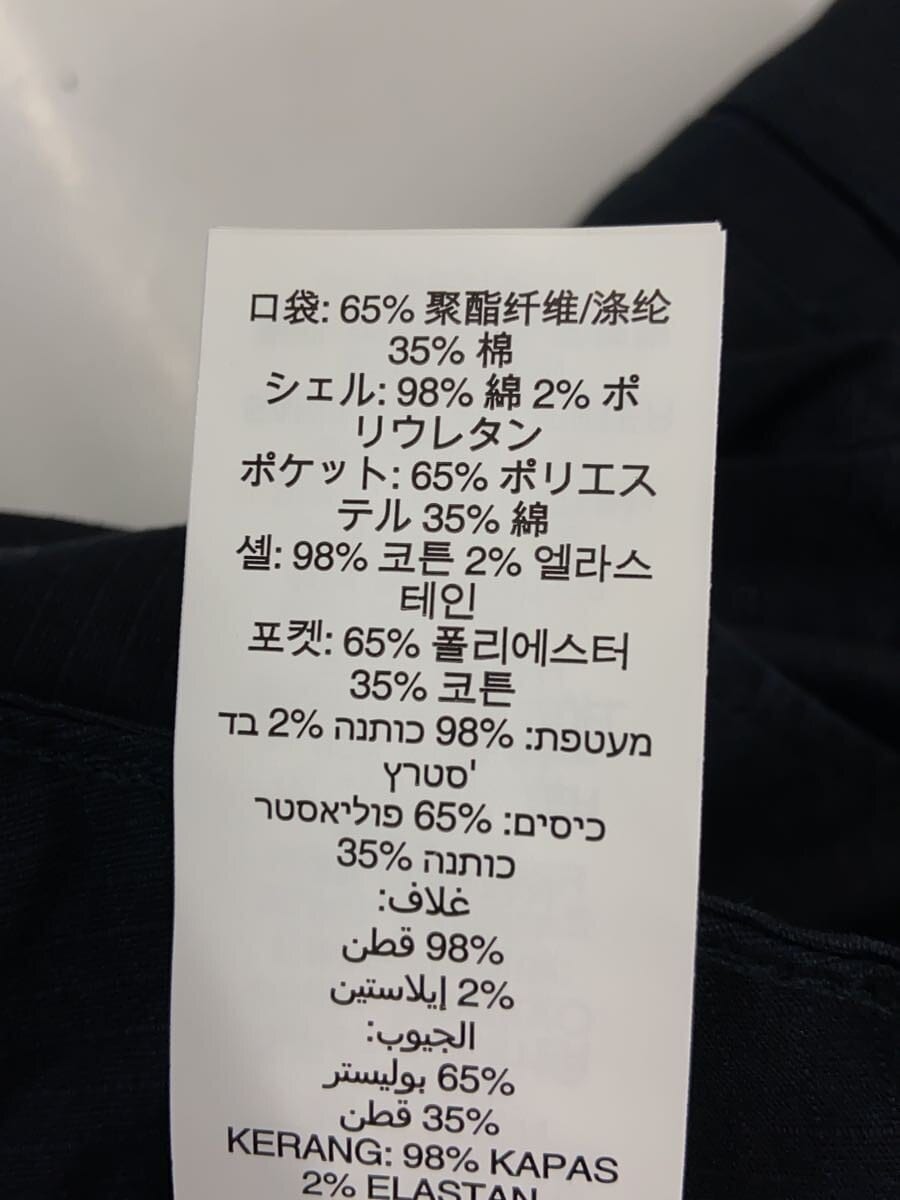 口袋: 65% 聚酯纤维/涤纶
35% 棉
シェル: 98% 綿 2% ポ
リウレタン
ポケット: 65% ポリエス
テル 35% 綿
셸: 98% 코튼 2% 엘라스
테인
포켓: 65% 폴리에스터
35% 코튼
מעטפת: 98% כותנה 2% בד
סטרץ'
כיסים: 65% פוליאסטר
35% כותנה
غلاف:
98% قطن
2% إيلاستين
الجيوب:
65% بوليستر
35% قطن
KERANG: 98% KAPAS
2% ELASTAN